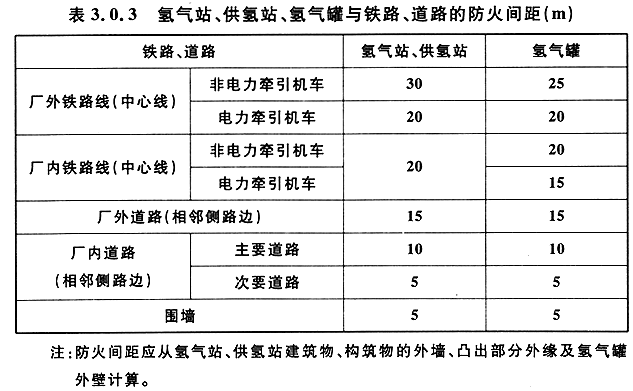 表 3.0.3 氢气站、供氢站、氢气罐与铁路、道路的防火间距(m)
铁路、道路 氢气站、供氢站 氢气罐
厂外铁路线(中心线) 非电力牵引机车 30 25
电力牵引机车 20 20
厂内铁路线(中心线) 非电力牵引机车 20 20
电力牵引机车 15
厂外道路(相邻侧路边) 15 15
厂内道路 主要道路 10 10
(相邻侧路边) 次要道路 5 5
围墙 5 5
注:防火间距应从氢气站、供氢站建筑物、构筑物的外墙、凸出部分外缘及氢气罐
外壁计算。